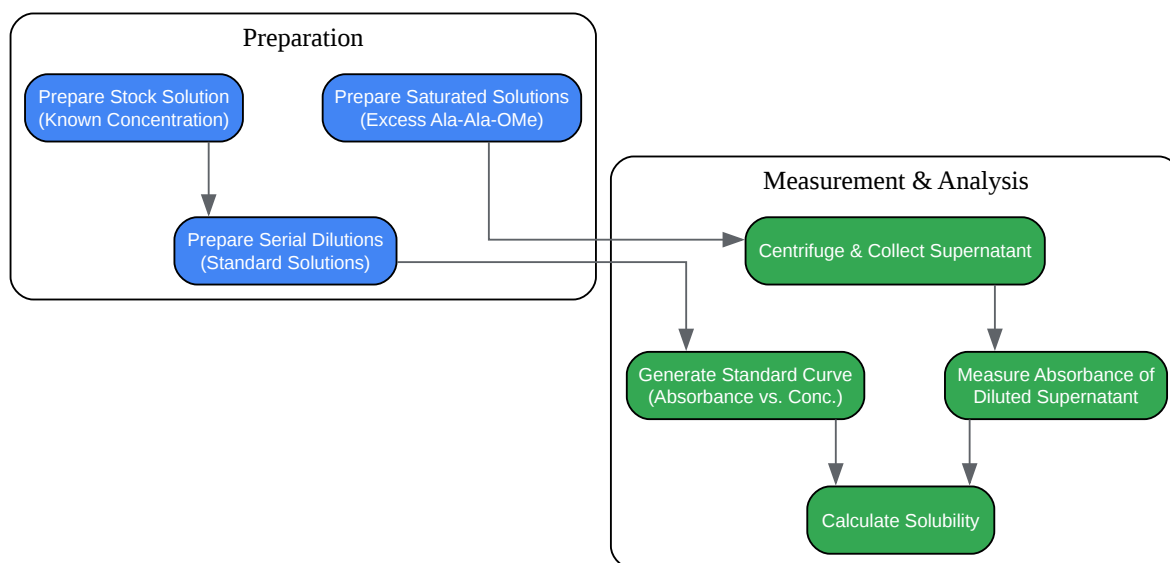 Preparation
Prepare Stock Solution
(Known Concentration)
Prepare Saturated Solutions
(Excess Ala-Ala-OMe)
Prepare Serial Dilutions
(Standard Solutions)
Measurement & Analysis
Centrifuge & Collect Supernatant
Generate Standard Curve
(Absorbance vs. Conc.)
Measure Absorbance of
Diluted Supernatant
Calculate Solubility